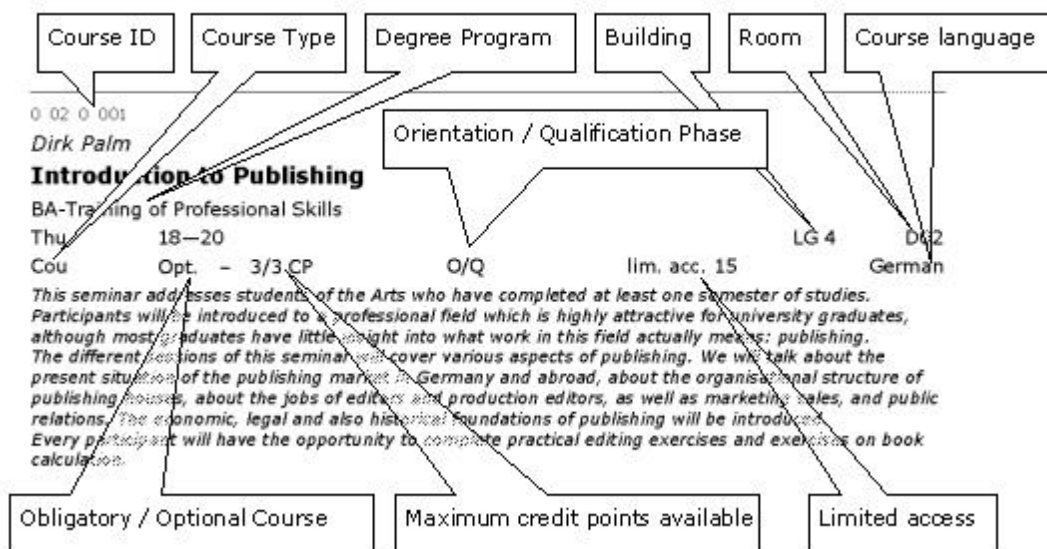 Course ID Course Type Degree Program Building Room Course language
0 02 0 001
Orientation / Qualification Phase
Dirk Palm
Introduction to Publishing
BA-Training of Professional Skills
Thu 18—20 LG 4 D02
Cou Opt. – 3/3 CP O/Q lim. acc. 15 German
This seminar addresses students of the Arts who have completed at least one semester of studies.
Participants will be introduced to a professional field which is highly attractive for university graduates,
although most graduates have little insight into what work in this field actually means: publishing.
The different sessions of this seminar will cover various aspects of publishing. We will talk about the
present situation of the publishing market in Germany and abroad, about the organisational structure of
publishing houses, about the jobs of editors and production editors, as well as marketing sales, and public
relations. The economic, legal and also historical foundations of publishing will be introduced.
Every participant will have the opportunity to complete practical editing exercises and exercises on book
calculation.
Obligatory / Optional Course Maximum credit points available Limited access